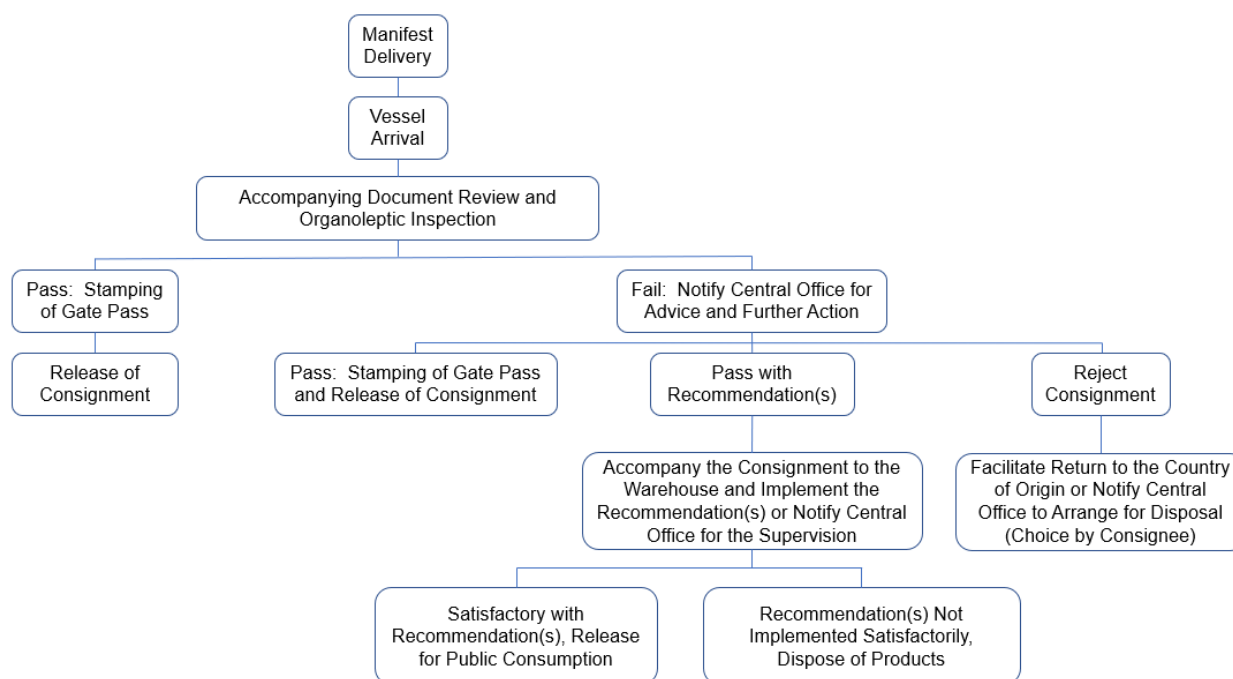 Manifest
Delivery
Vessel
Arrival
Accompanying Document Review and
Organoleptic Inspection
Pass:  Stamping
of Gate Pass
Fail:  Notify Central Office for
Advice and Further Action
Release of
Consignment
Pass:  Stamping of Gate Pass
and Release of Consignment
Pass with
Recommendation(s)
Reject
Consignment
Accompany the Consignment to the
Warehouse and Implement the
Recommendation(s) or Notify Central
Office for the Supervision
Facilitate Return to the Country
of Origin or Notify Central
Office to Arrange for Disposal
(Choice by Consignee)
Satisfactory with
Recommendation(s), Release
for Public Consumption
Recommendation(s) Not
Implemented Satisfactorily,
Dispose of Products